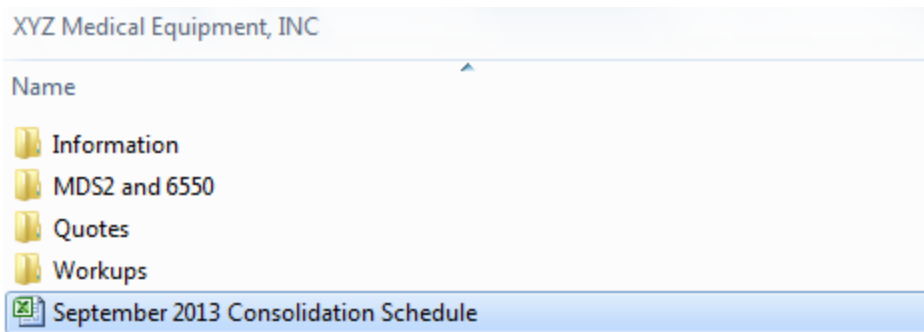 XYZ Medical Equipment, INC
Name
Information
MDS2 and 6550
Quotes
Workups
September 2013 Consolidation Schedule